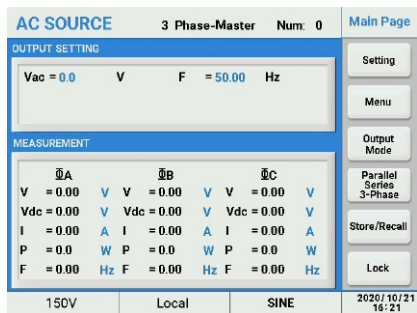 AC SOURCE 3 Phase-Master Num: 0 Main Page
OUTPUT SETTING
Vac = 0.0 V F = 50.00 Hz
Setting
Menu
Output
Mode
MEASUREMENT
ΦA ΦB ΦC
V = 0.00 V V = 0.00 V V = 0.00 V
Vdc = 0.00 V Vdc = 0.00 V Vdc = 0.00 V
I = 0.00 A I = 0.00 A I = 0.00 A
P = 0.0 W P = 0.0 W P = 0.0 W
F = 0.00 Hz F = 0.00 Hz F = 0.00 Hz
Parallel
Series
3-Phase
Store/Recall
Lock
150V Local SINE 2020/10/21
16:21